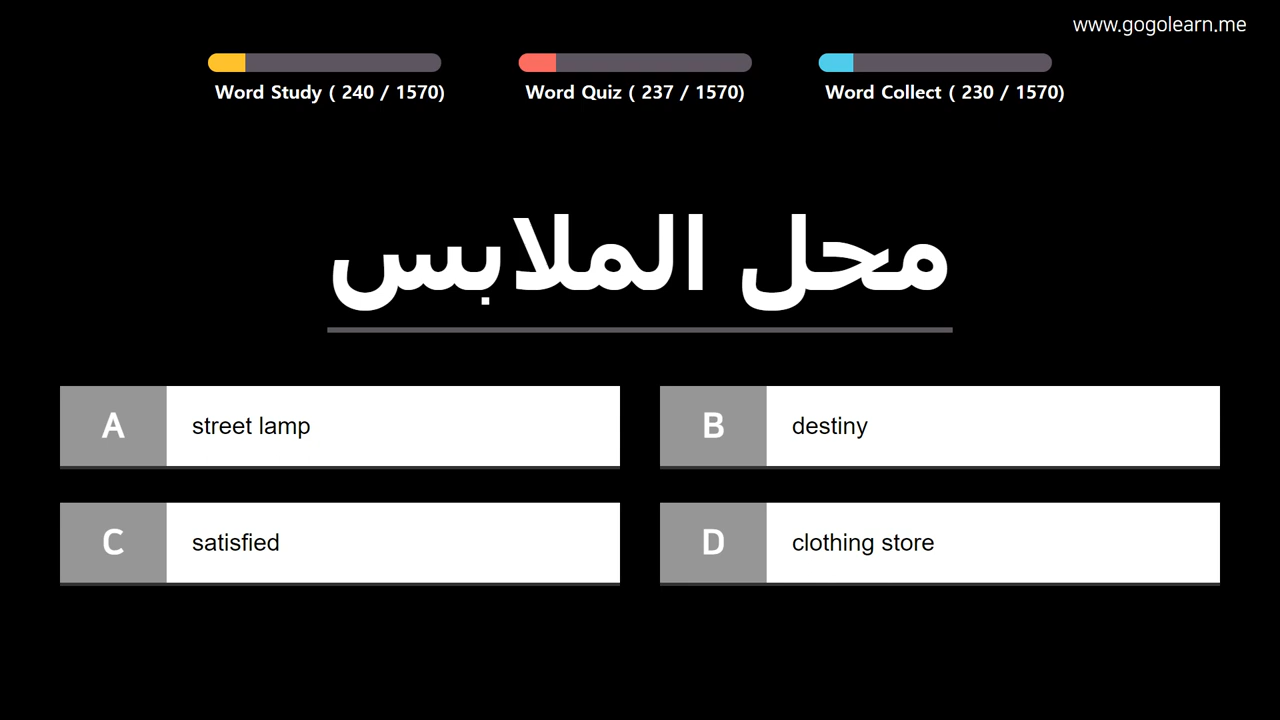 www.gogolearn.me
Word Study ( 240 / 1570)
Word Quiz ( 237 / 1570)
Word Collect ( 230 / 1570)
محل الملابس
A street lamp
B destiny
C satisfied
D clothing store